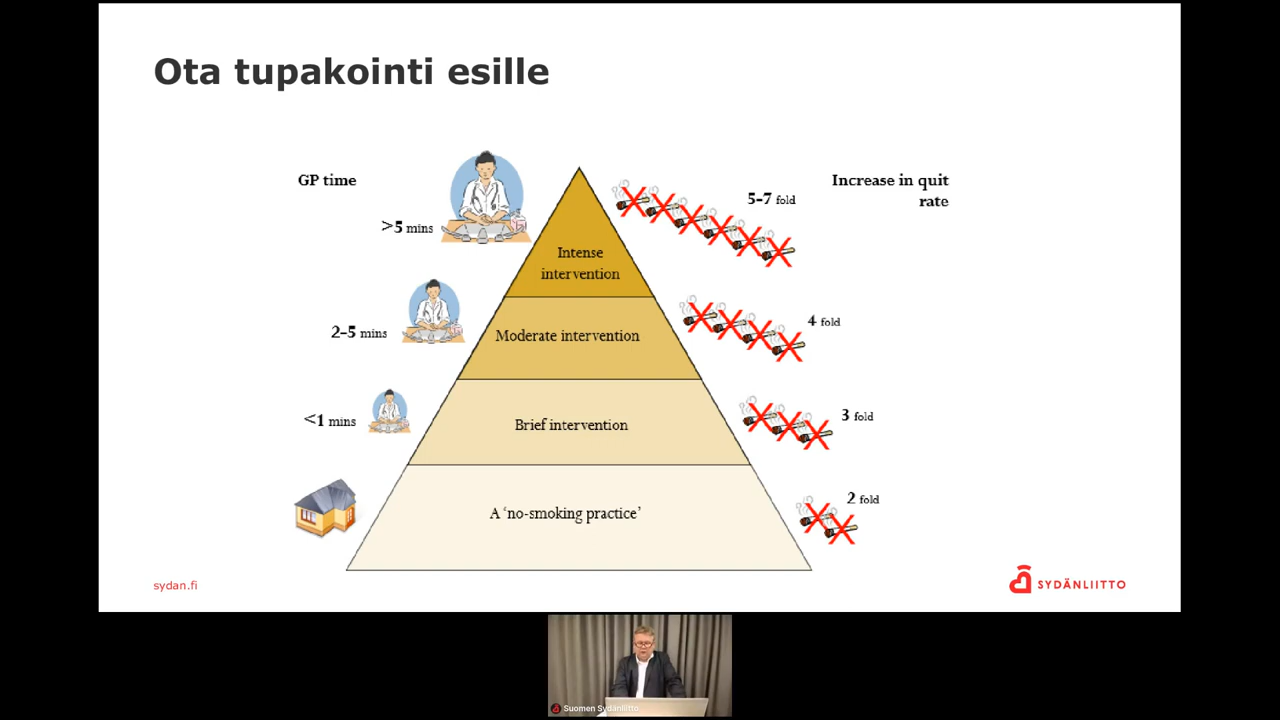 Ota tupakointi esille
GP time
Increase in quit
rate
>5 mins
5-7 fold
Intense
intervention
2-5 mins
Moderate intervention
4 fold
<1 mins
Brief intervention
3 fold
A ‘no-smoking practice’
2 fold
sydan.fi
SYDÄNLIITTO
Suomen Sydänliitto